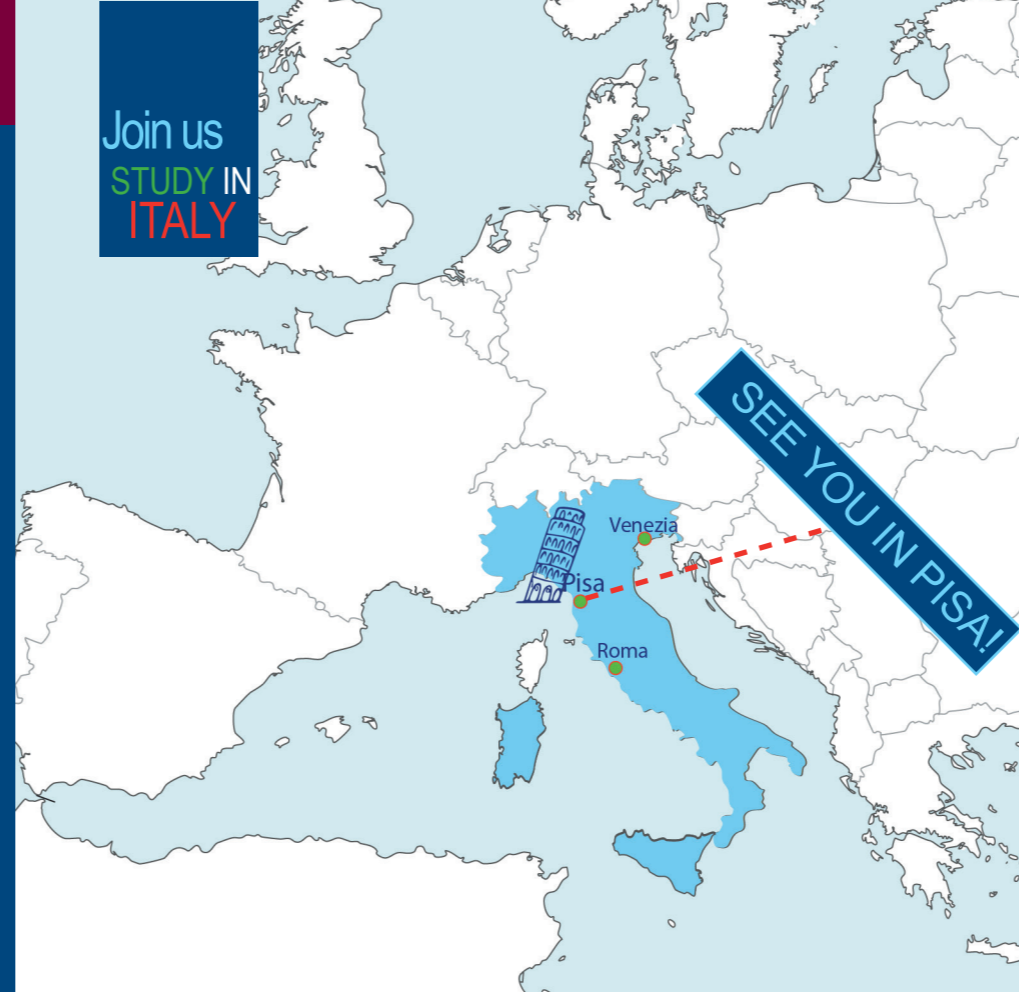 Join us
STUDY IN
ITALY
SEE YOU IN PISA!
Venezia
Pisa
Roma